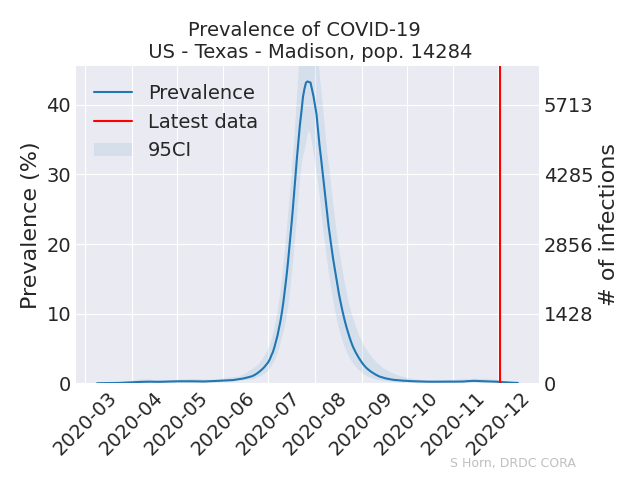 Prevalence of COVID-19
US - Texas - Madison, pop. 14284
Prevalence
Latest data
95CI
Prevalence (%)
40
30
20
10
0
5713
4285
2856
1428
0
# of infections
2020-03
2020-04
2020-05
2020-06
2020-07
2020-08
2020-09
2020-10
2020-11
2020-12
S Horn, DRDC CORA